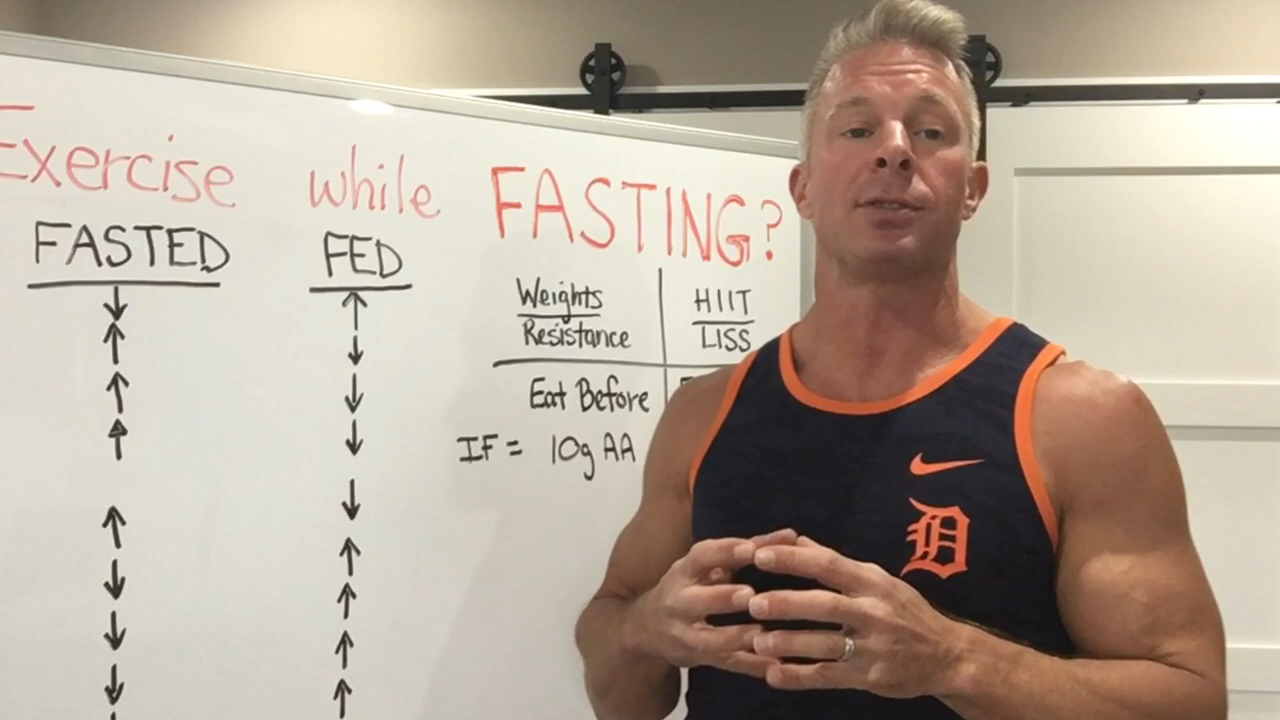 Exercise while FASTING?
FASTED FED
Weights HIIT
Resistance LISS
Eat Before
IF = 10g AA
D